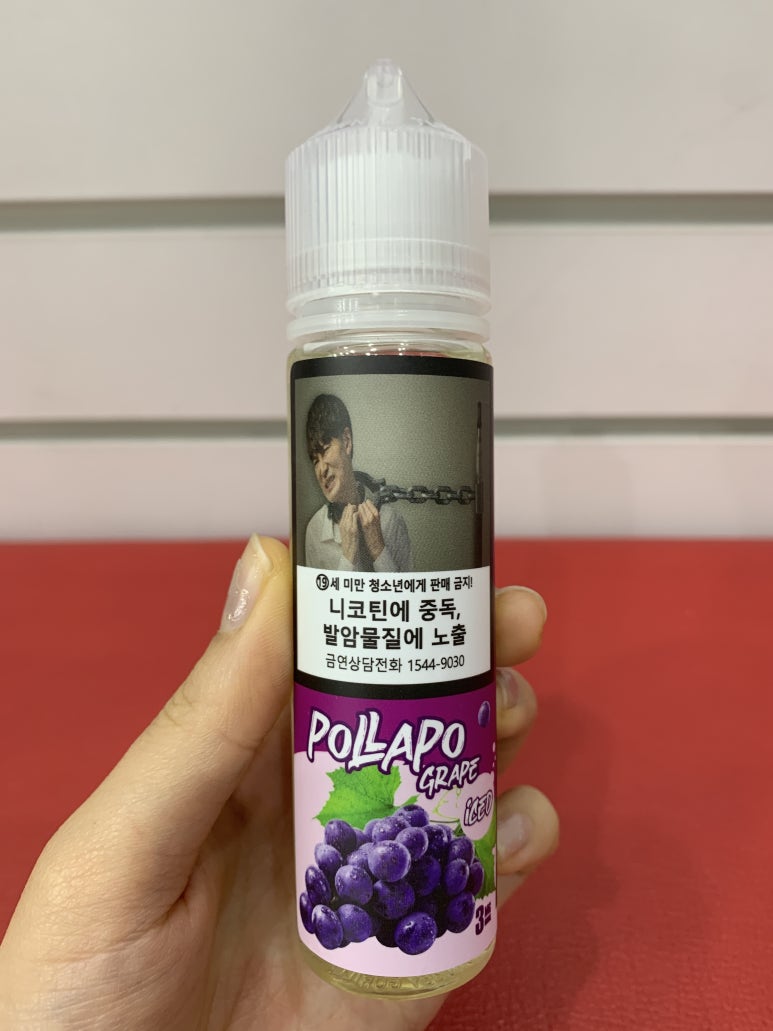 19세 미만 청소년에게 판매 금지!
니코틴에 중독,
발암물질에 노출
금연상담전화 1544-9030
POLLAPO
GRAPE
iCED